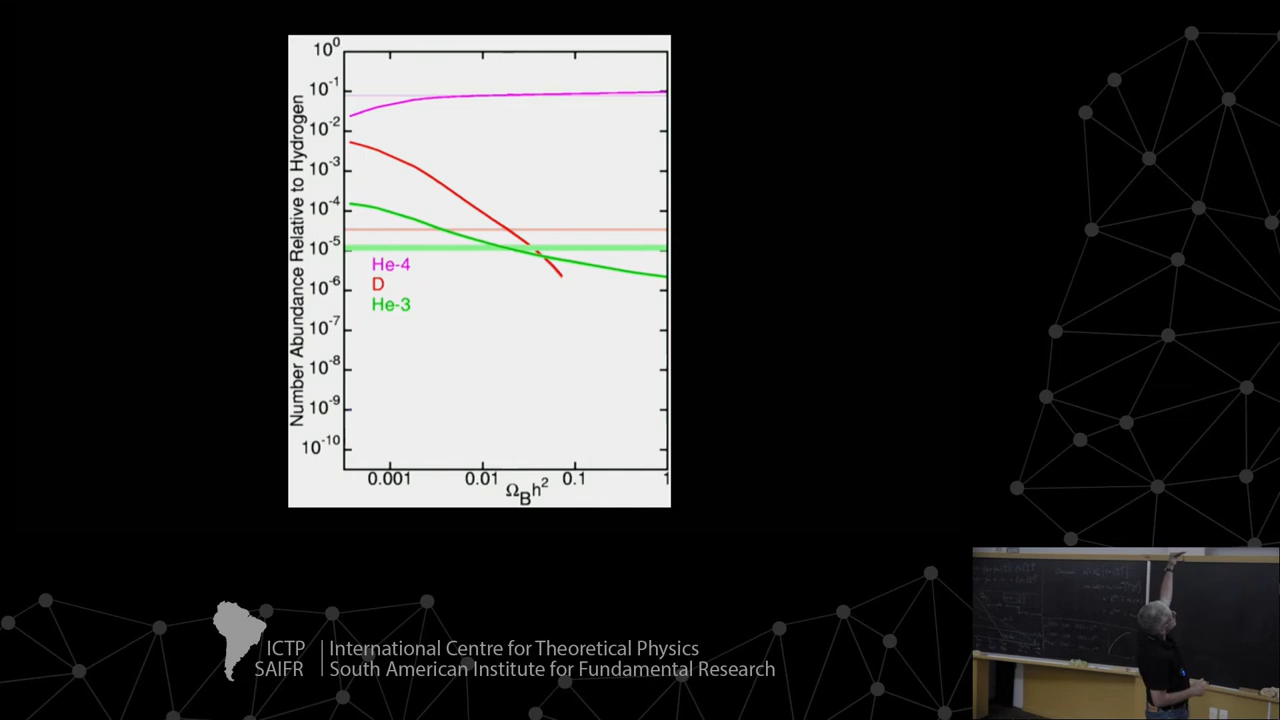 10⁰
10⁻¹
10⁻²
10⁻³
10⁻⁴
10⁻⁵
10⁻⁶
10⁻⁷
10⁻⁸
10⁻⁹
10⁻¹⁰
Number Abundance Relative to Hydrogen
He-4
D
He-3
0.001 0.01 0.1 1
Ω_B h²
ICTP International Centre for Theoretical Physics
SAIFR South American Institute for Fundamental Research